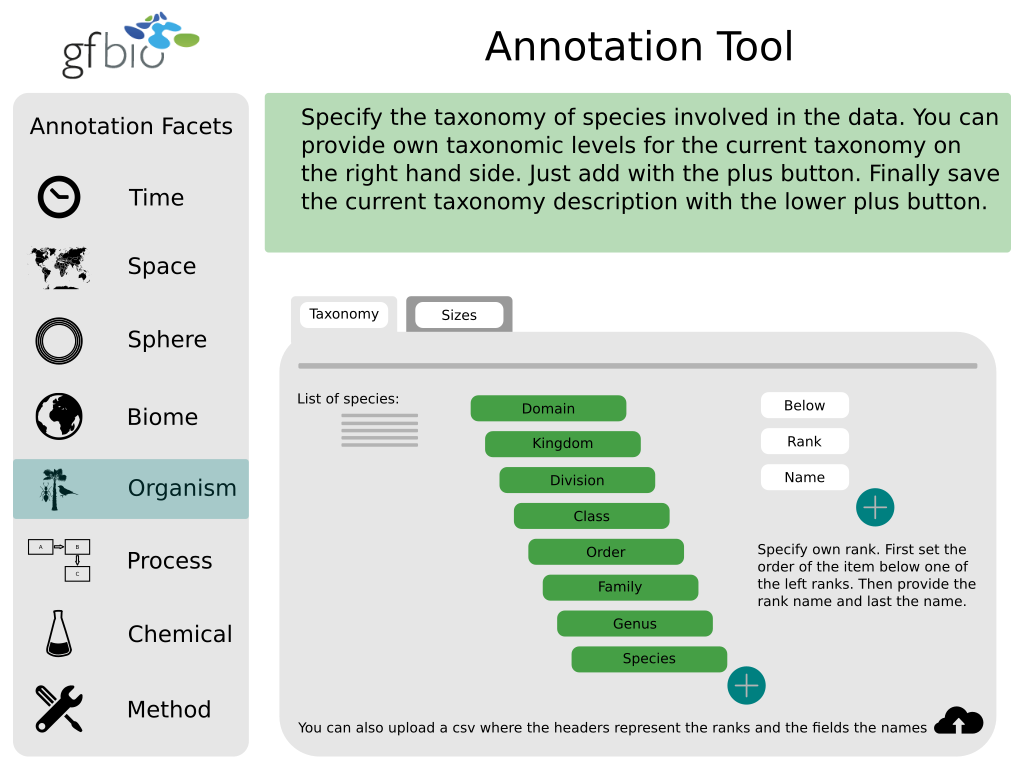 gfbio
Annotation Tool
Annotation Facets
Time
Space
Sphere
Biome
Organism
A
B
C
Process
Chemical
Method
Specify the taxonomy of species involved in the data. You can
provide own taxonomic levels for the current taxonomy on
the right hand side. Just add with the plus button. Finally save
the current taxonomy description with the lower plus button.
Taxonomy
Sizes
List of species:
Domain
Kingdom
Division
Class
Order
Family
Genus
Species
Below
Rank
Name
Specify own rank. First set the
order of the item below one of
the left ranks. Then provide the
rank name and last the name.
You can also upload a csv where the headers represent the ranks and the fields the names